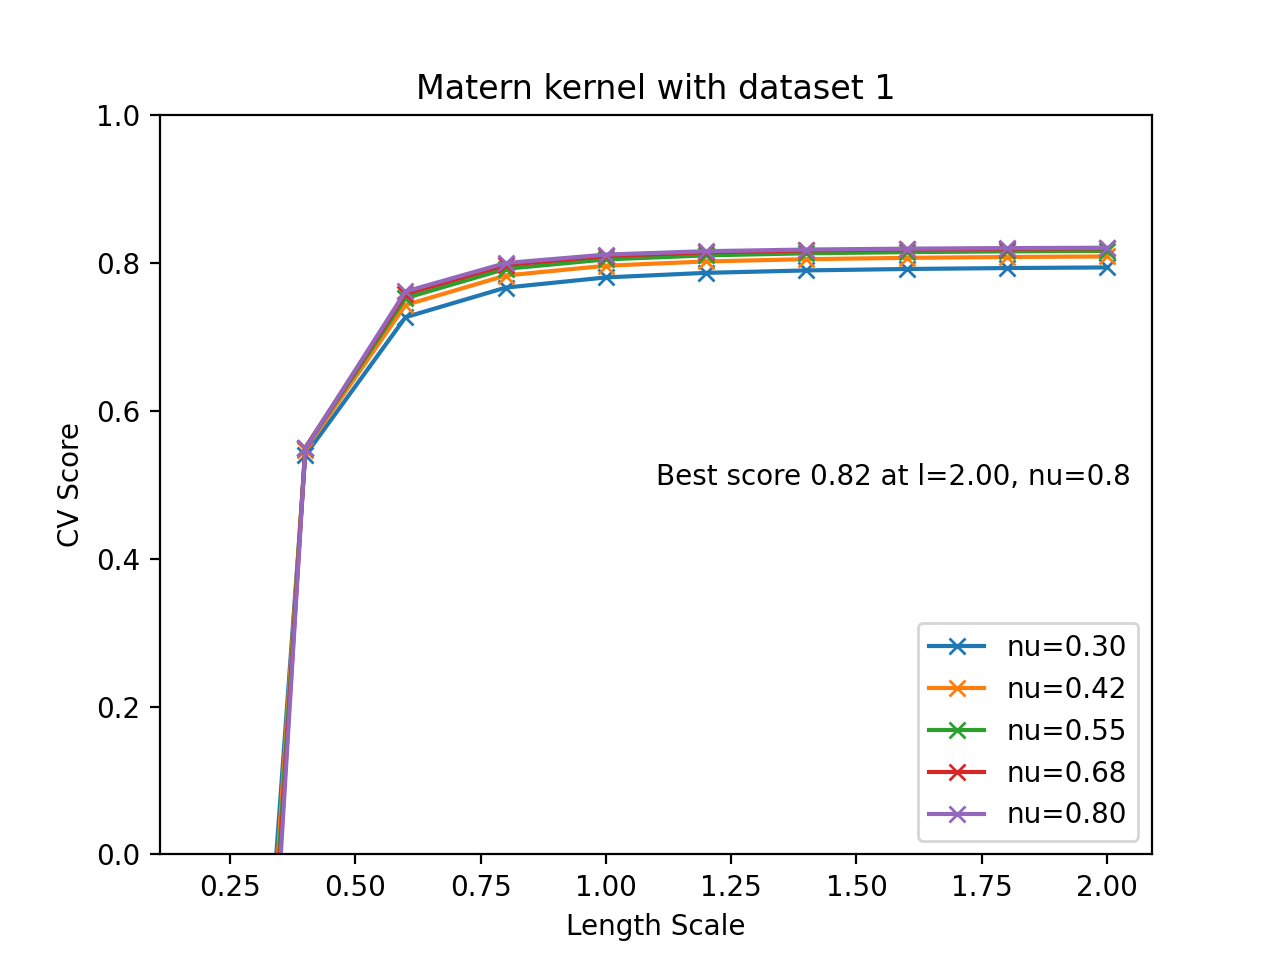 Matern kernel with dataset 1
1.0
0.8
0.6
0.4
0.2
0.0
CV Score
Best score 0.82 at l=2.00, nu=0.8
nu=0.30
nu=0.42
nu=0.55
nu=0.68
nu=0.80
0.25 0.50 0.75 1.00 1.25 1.50 1.75 2.00
Length Scale